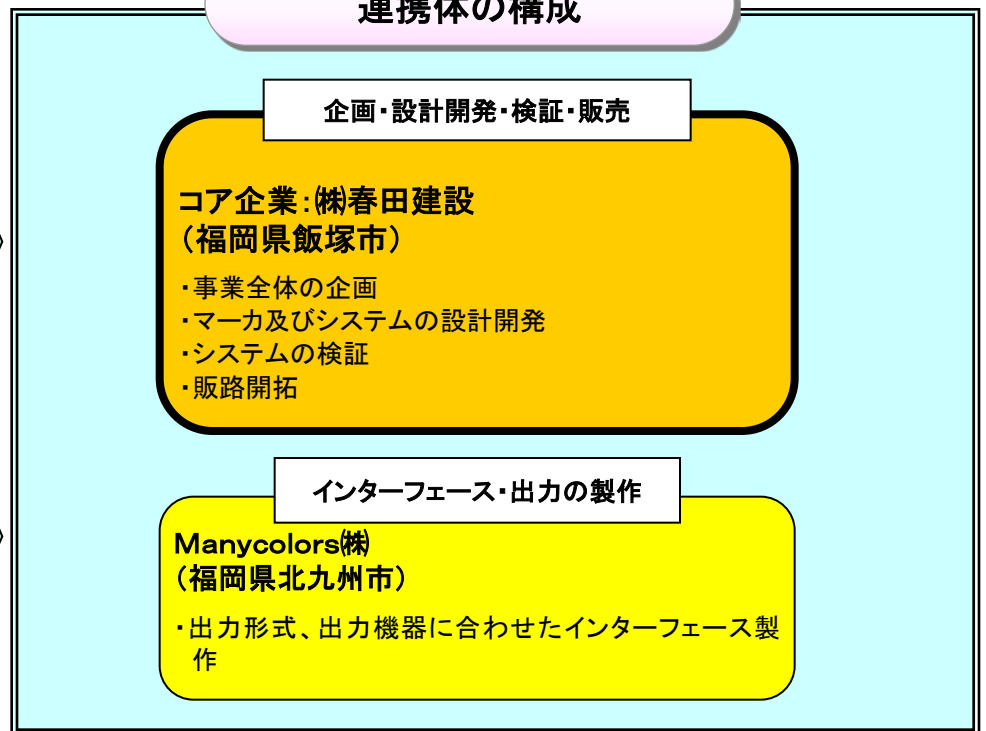 連携体の構成
企画・設計開発・検証・販売
コア企業：㈱春田建設
（福岡県飯塚市）
・事業全体の企画
・マーカ及びシステムの設計開発
・システムの検証
・販路開拓
インターフェース・出力の製作
Manycolors㈱
（福岡県北九州市）
・出力形式、出力機器に合わせたインターフェース製
作